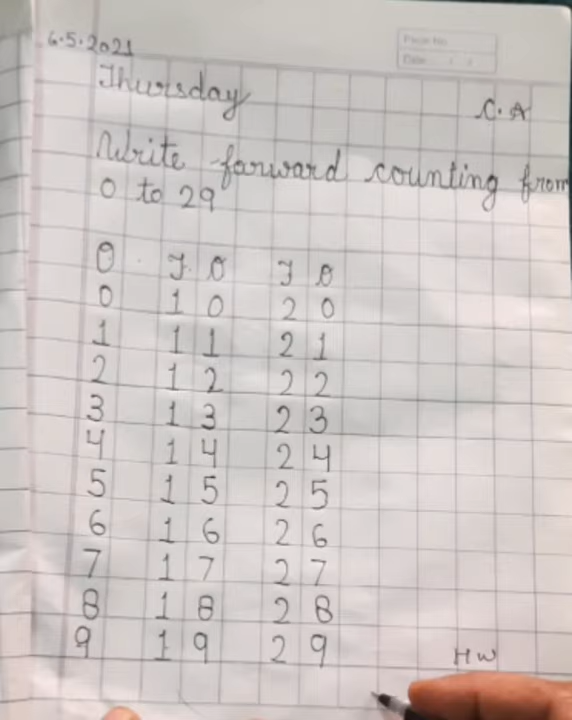 6.5.2021
Page No.
Date / /
Thursday
C.A
Write forward counting from
0 to 29
O T O T O
0 1 0 2 0
1 1 1 2 1
2 1 2 2 2
3 1 3 2 3
4 1 4 2 4
5 1 5 2 5
6 1 6 2 6
7 1 7 2 7
8 1 8 2 8
9 1 9 2 9
HW